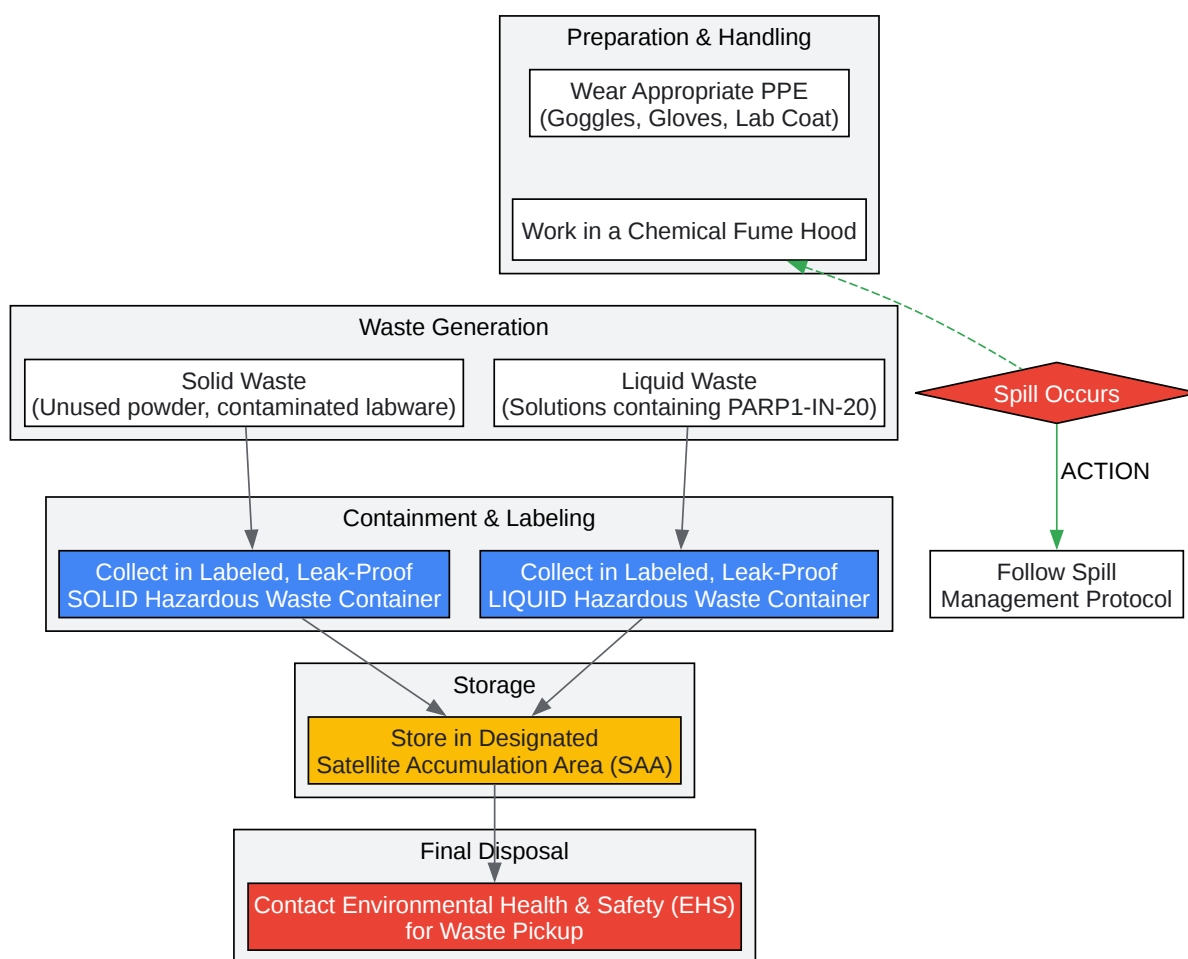 Preparation & Handling
Wear Appropriate PPE
(Goggles, Gloves, Lab Coat)
Work in a Chemical Fume Hood
Waste Generation
Solid Waste
(Unused powder, contaminated labware)
Liquid Waste
(Solutions containing PARP1-IN-20)
Spill Occurs
ACTION
Containment & Labeling
Collect in Labeled, Leak-Proof
SOLID Hazardous Waste Container
Collect in Labeled, Leak-Proof
LIQUID Hazardous Waste Container
Follow Spill
Management Protocol
Storage
Store in Designated
Satellite Accumulation Area (SAA)
Final Disposal
Contact Environmental Health & Safety (EHS)
for Waste Pickup